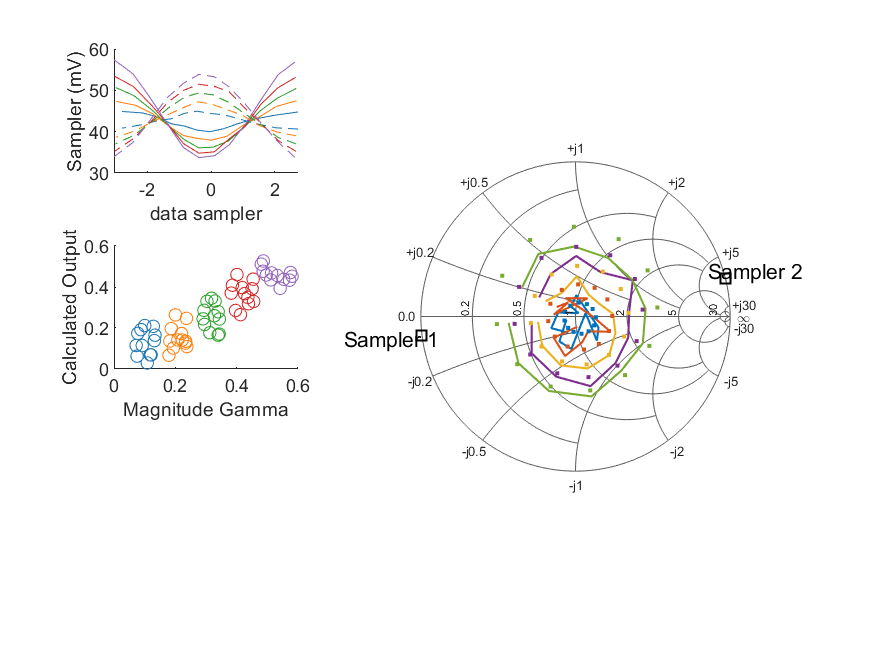 60
50
40
30
Sampler (mV)
-2 0 2
data sampler
0.6
0.4
0.2
0
Calculated Output
0 0.2 0.4 0.6
Magnitude Gamma
+j1
+j0.5
+j2
+j0.2
+j5
Sampler 2
+j30
∞
-j30
0.0
0.2
0.5
1
2
5
30
Sampler 1
-j0.2
-j5
-j0.5
-j2
-j1